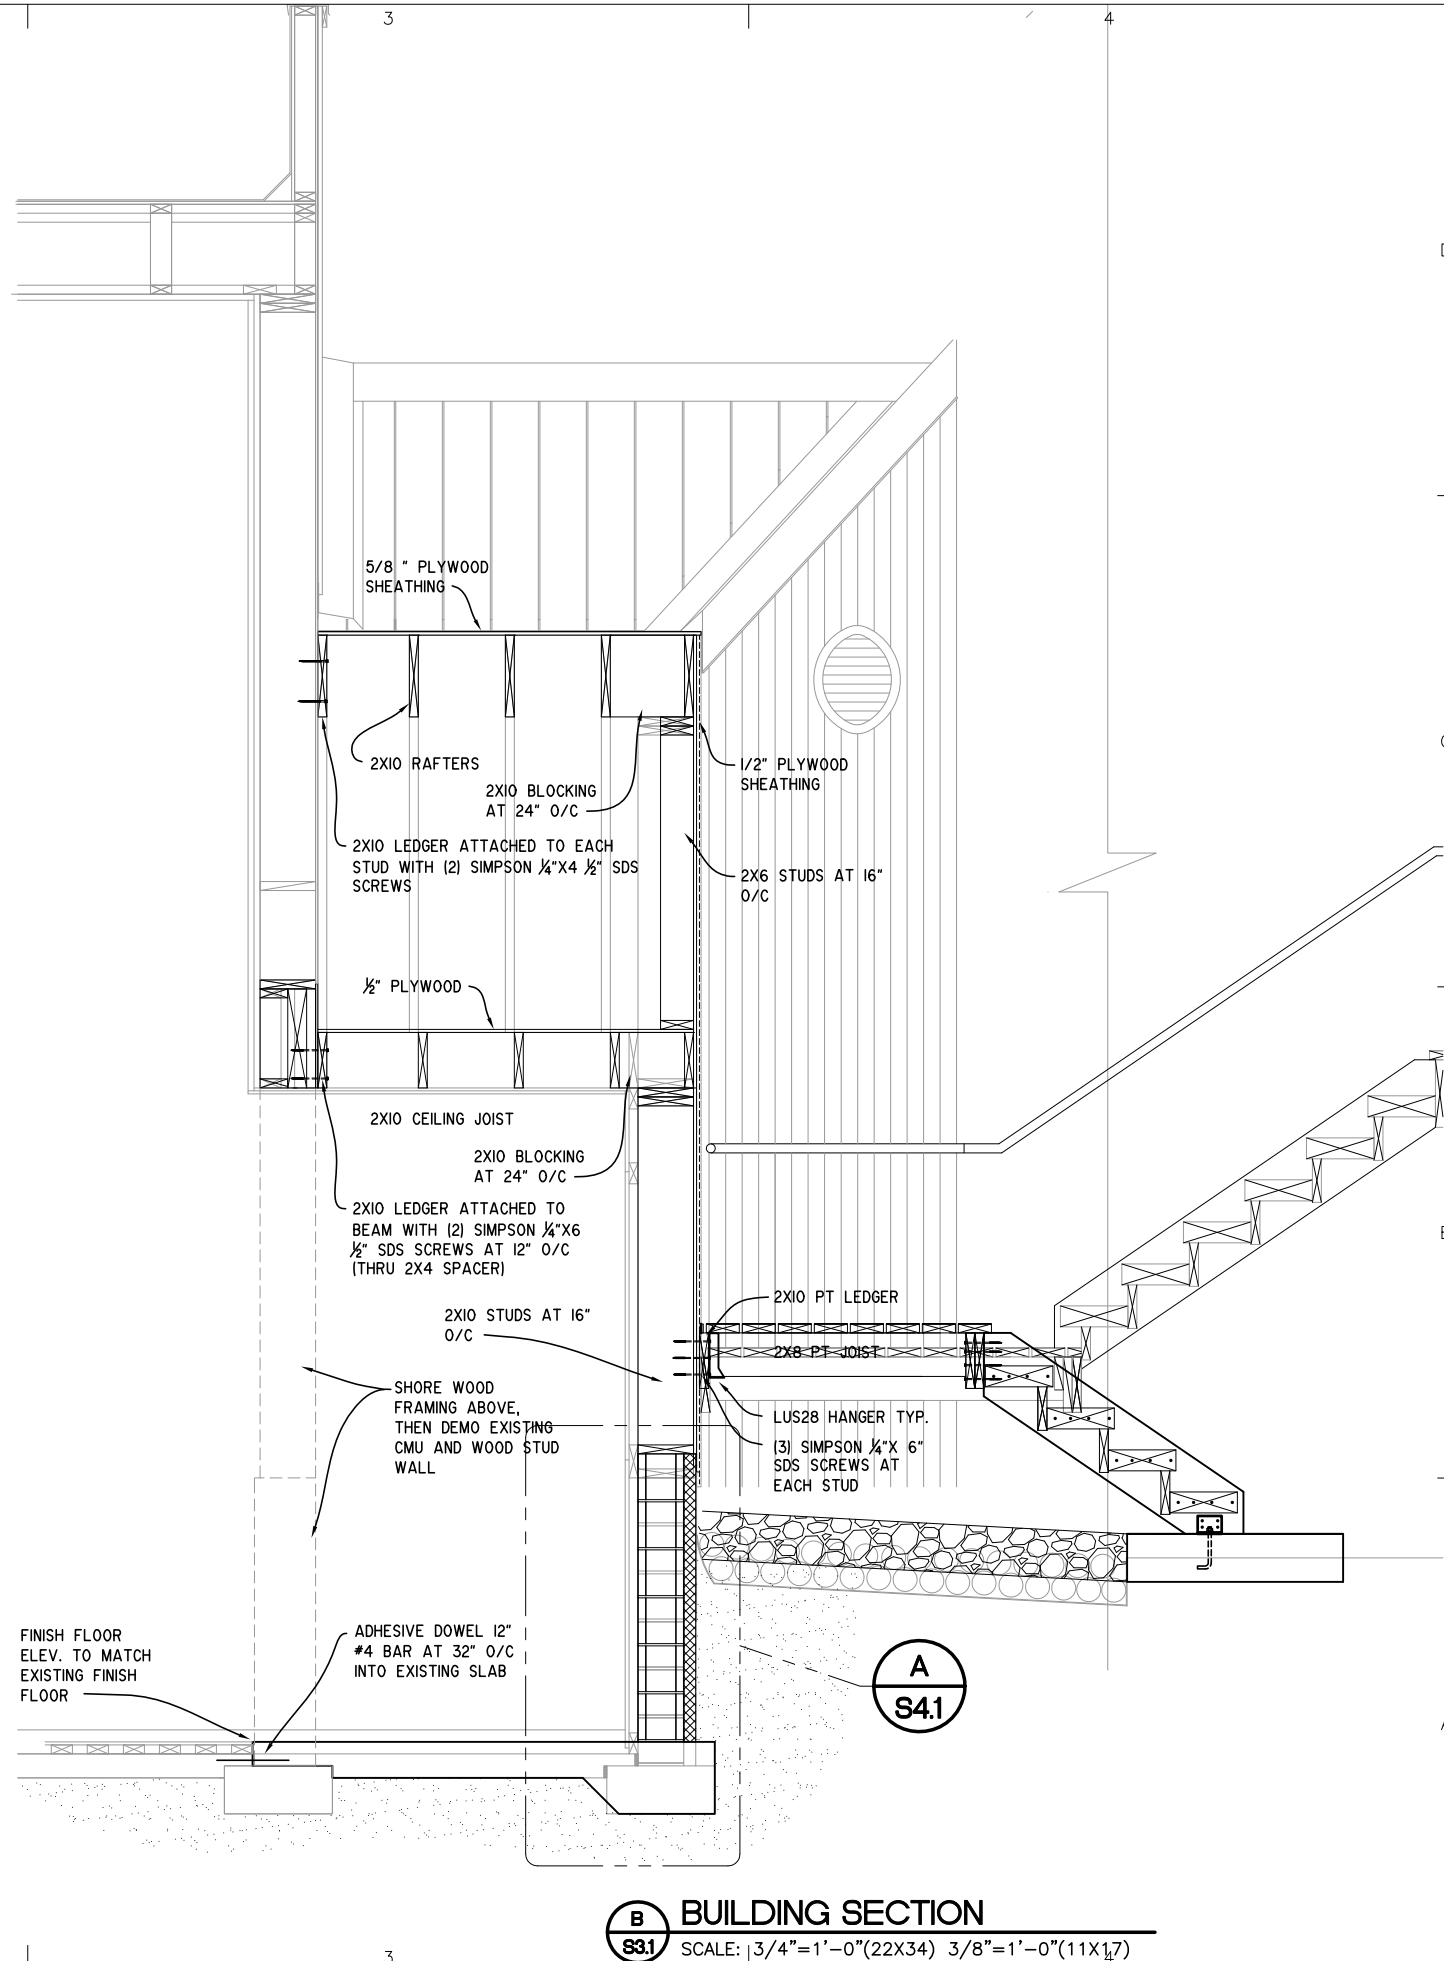 3
4
D
5/8 " PLYWOOD
SHEATHING
2X10 RAFTERS
2X10 BLOCKING
AT 24" O/C
1/2" PLYWOOD
SHEATHING
2X10 LEDGER ATTACHED TO EACH
STUD WITH (2) SIMPSON ¼"X4 ½" SDS
SCREWS
2X6 STUDS AT 16"
O/C
½" PLYWOOD
2X10 CEILING JOIST
2X10 BLOCKING
AT 24" O/C
2X10 LEDGER ATTACHED TO
BEAM WITH (2) SIMPSON ¼"X6
½" SDS SCREWS AT 12" O/C
(THRU 2X4 SPACER)
2X10 STUDS AT 16"
O/C
2X10 PT LEDGER
2X8 PT JOIST
SHORE WOOD
FRAMING ABOVE,
THEN DEMO EXISTING
CMU AND WOOD STUD
WALL
LUS28 HANGER TYP.
(3) SIMPSON ¼"X 6"
SDS SCREWS AT
EACH STUD
FINISH FLOOR
ELEV. TO MATCH
EXISTING FINISH
FLOOR
ADHESIVE DOWEL 12"
#4 BAR AT 32" O/C
INTO EXISTING SLAB
A
S4.1
B
S3.1
BUILDING SECTION
SCALE: 3/4"=1'-0"(22X34) 3/8"=1'-0"(11X17)
3
4